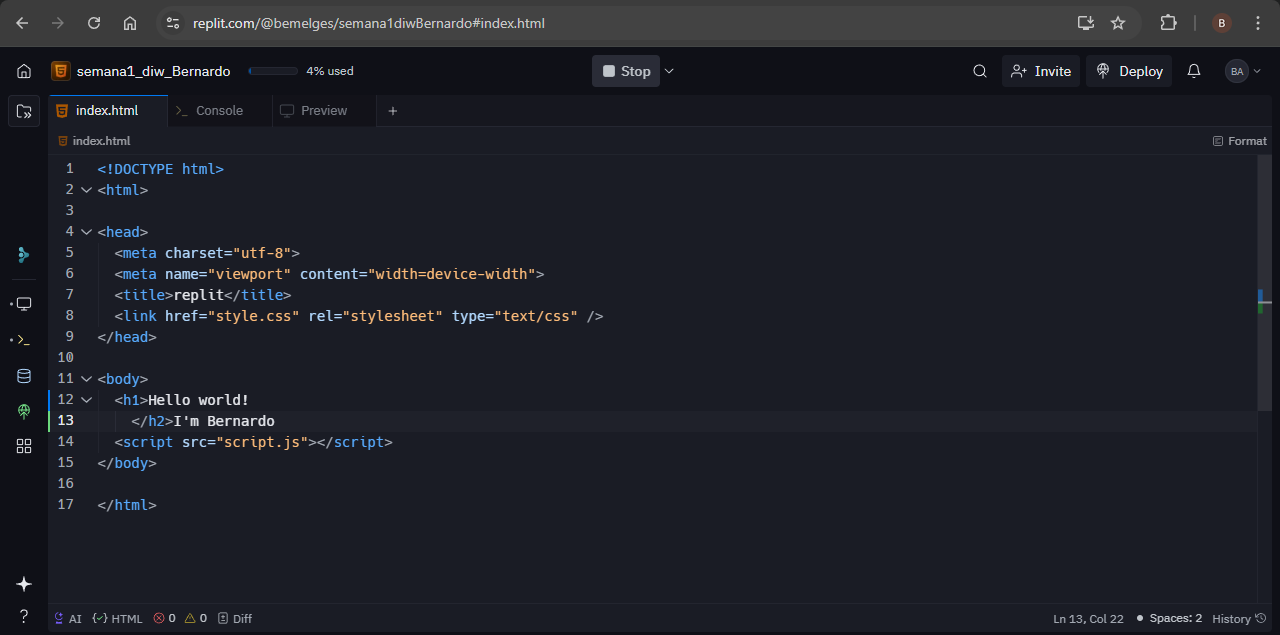 replit.com/@bemelges/semana1diwBernardo#index.html
B
semana1_diw_Bernardo
4% used
Stop
Invite
Deploy
BA
index.html
Console
Preview
index.html
Format
1 <!DOCTYPE html>
2 <html>
3
4 <head>
5 <meta charset="utf-8">
6 <meta name="viewport" content="width=device-width">
7 <title>replit</title>
8 <link href="style.css" rel="stylesheet" type="text/css" />
9 </head>
10
11 <body>
12 <h1>Hello world!
13 </h2>I'm Bernardo
14 <script src="script.js"></script>
15 </body>
16
17 </html>
AI
HTML
0
0
Diff
Ln 13, Col 22
Spaces: 2
History